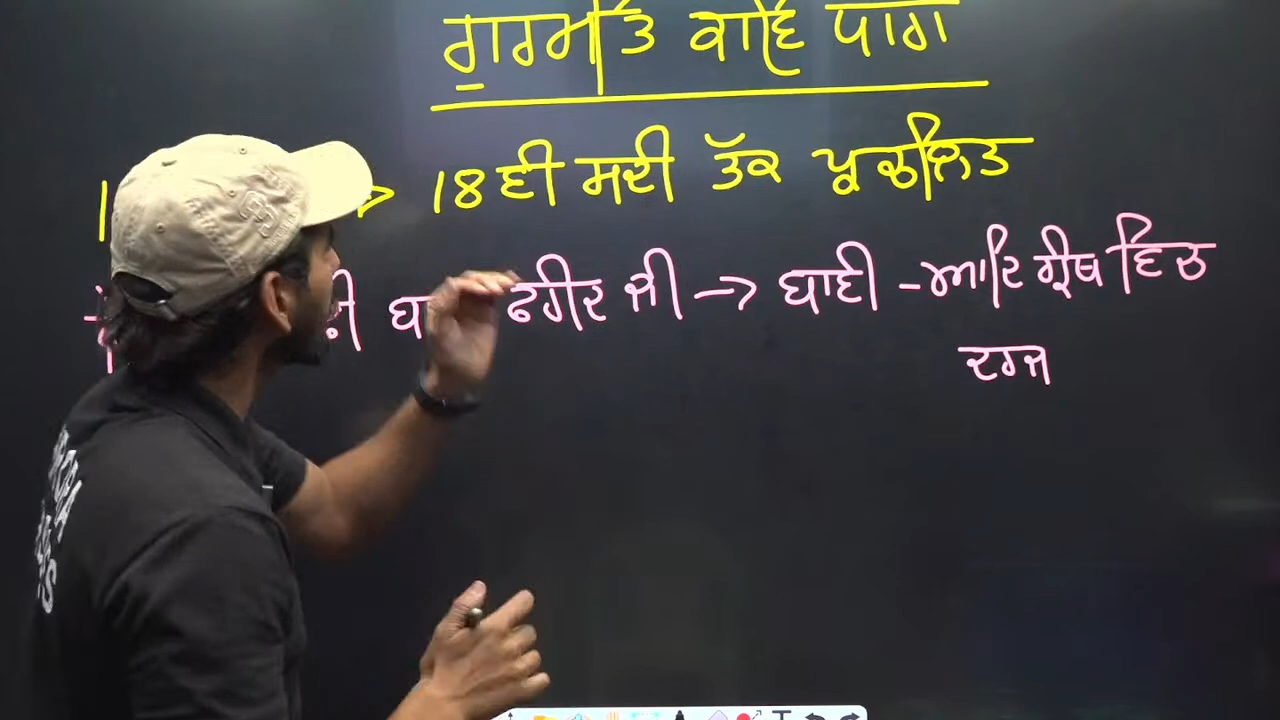 ਗੁਰਮਤਿ ਕਾਵਿ ਧਾਰਾ
18ਵੀ ਸਦੀ ਤੱਕ ਪ੍ਰਚਲਿਤ
ਫਰੀਦ ਜੀ → ਬਾਣੀ - ਆਦਿ ਗ੍ਰੰਥ ਵਿਚ
ਦਰਜ